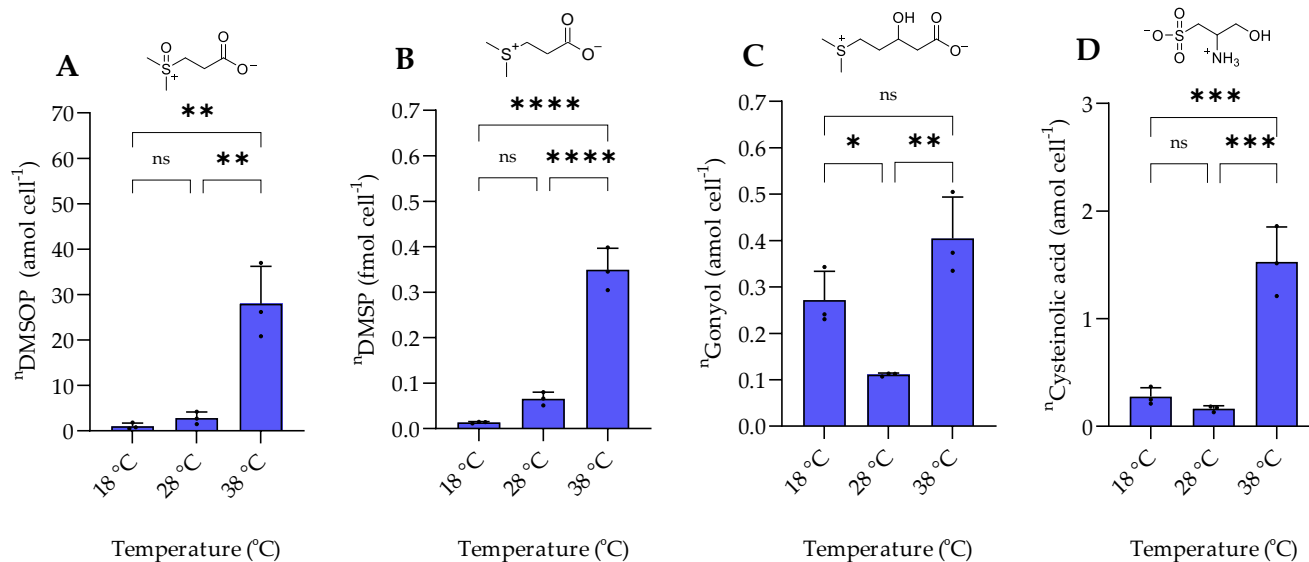 A
O
O
S
+
O⁻
**
ns
**
ⁿDMSOP (amol cell⁻¹)
70
60
50
40
30
20
10
0
18 °C
28 °C
38 °C
Temperature (°C)
B
S
+
O
O⁻
****
ns
****
ⁿDMSP (fmol cell⁻¹)
0.7
0.6
0.5
0.4
0.3
0.2
0.1
0.0
18 °C
28 °C
38 °C
Temperature (°C)
C
S
+
OH
O
O⁻
ns
*
**
ⁿGonyol (amol cell⁻¹)
0.7
0.6
0.5
0.4
0.3
0.2
0.1
0.0
18 °C
28 °C
38 °C
Temperature (°C)
D
O
⁻O
S
O
OH
+
NH₃
***
ns
***
ⁿCysteinolic acid (amol cell⁻¹)
3
2
1
0
18 °C
28 °C
38 °C
Temperature (°C)